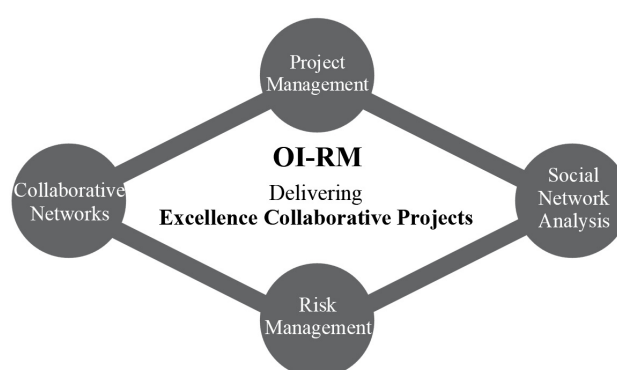 Project
Management
OI-RM
Delivering
Excellence Collaborative Projects
Collaborative
Networks
Social
Network
Analysis
Risk
Management